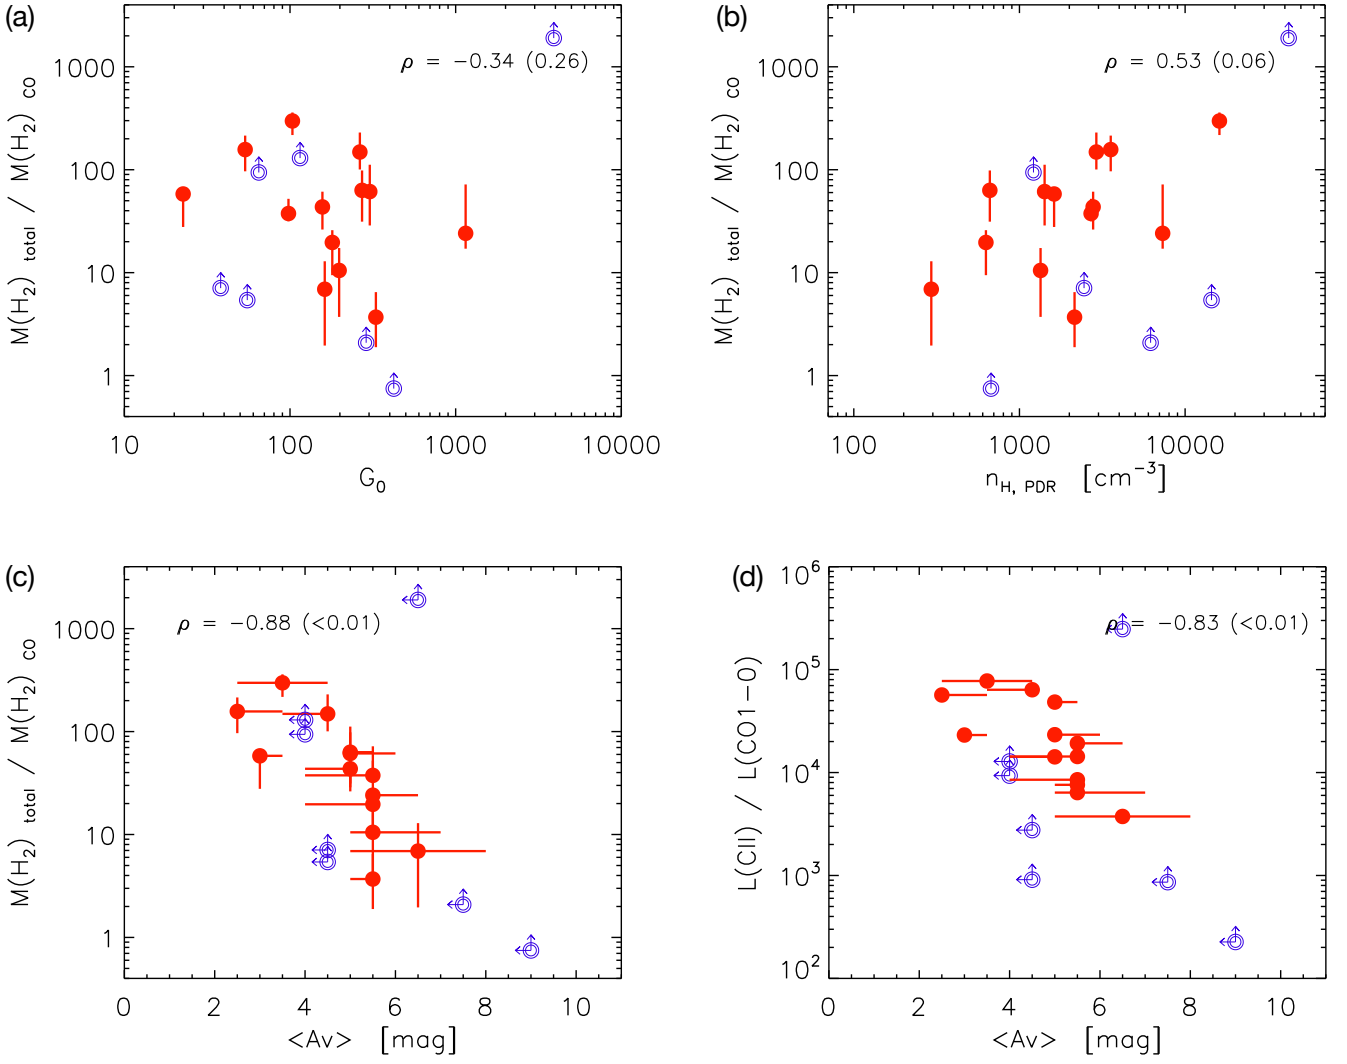 (a)
ρ = −0.34 (0.26)
1000
100
10
1
M(H2) total / M(H2) CO
10 100 1000 10000
G0
(b)
ρ = 0.53 (0.06)
1000
100
10
1
M(H2) total / M(H2) CO
100 1000 10000
nH, PDR [cm−3]
(c)
ρ = −0.88 (<0.01)
1000
100
10
1
M(H2) total / M(H2) CO
0 2 4 6 8 10
<Av> [mag]
(d)
ρ = −0.83 (<0.01)
10^6
10^5
10^4
10^3
10^2
L(CII) / L(CO1−0)
0 2 4 6 8 10
<Av> [mag]